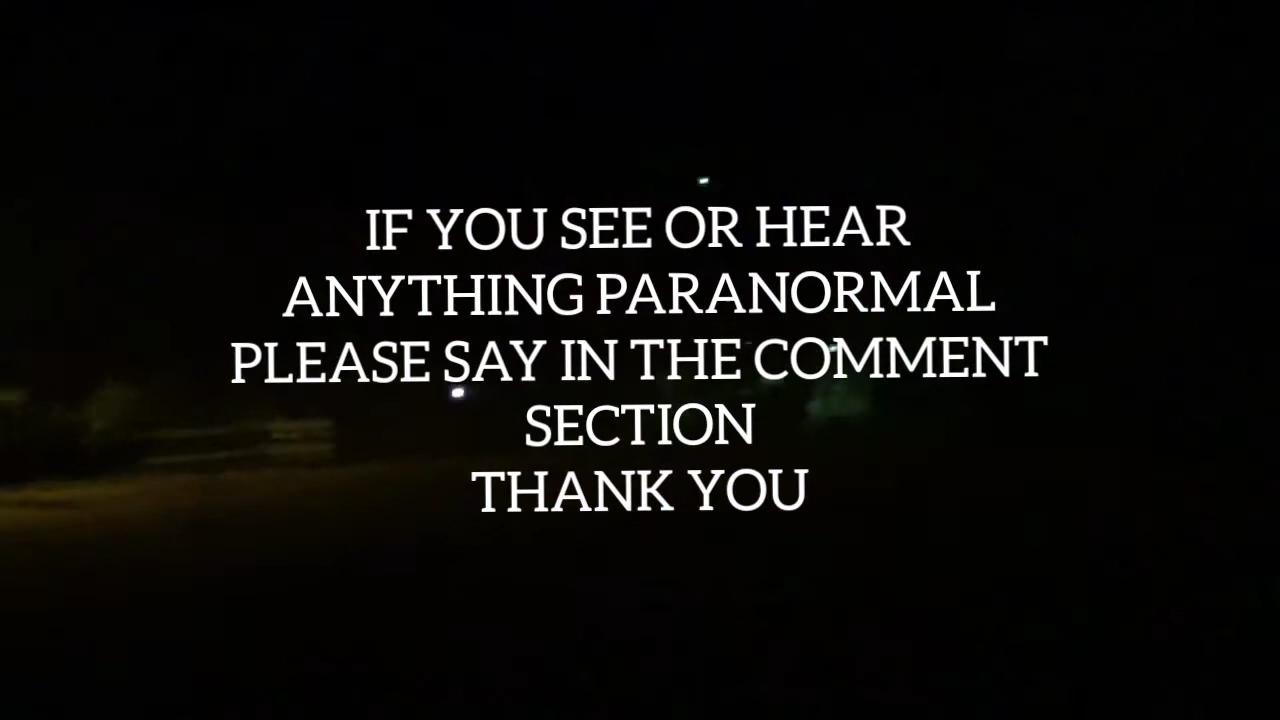 IF YOU SEE OR HEAR
ANYTHING PARANORMAL
PLEASE SAY IN THE COMMENT
SECTION
THANK YOU